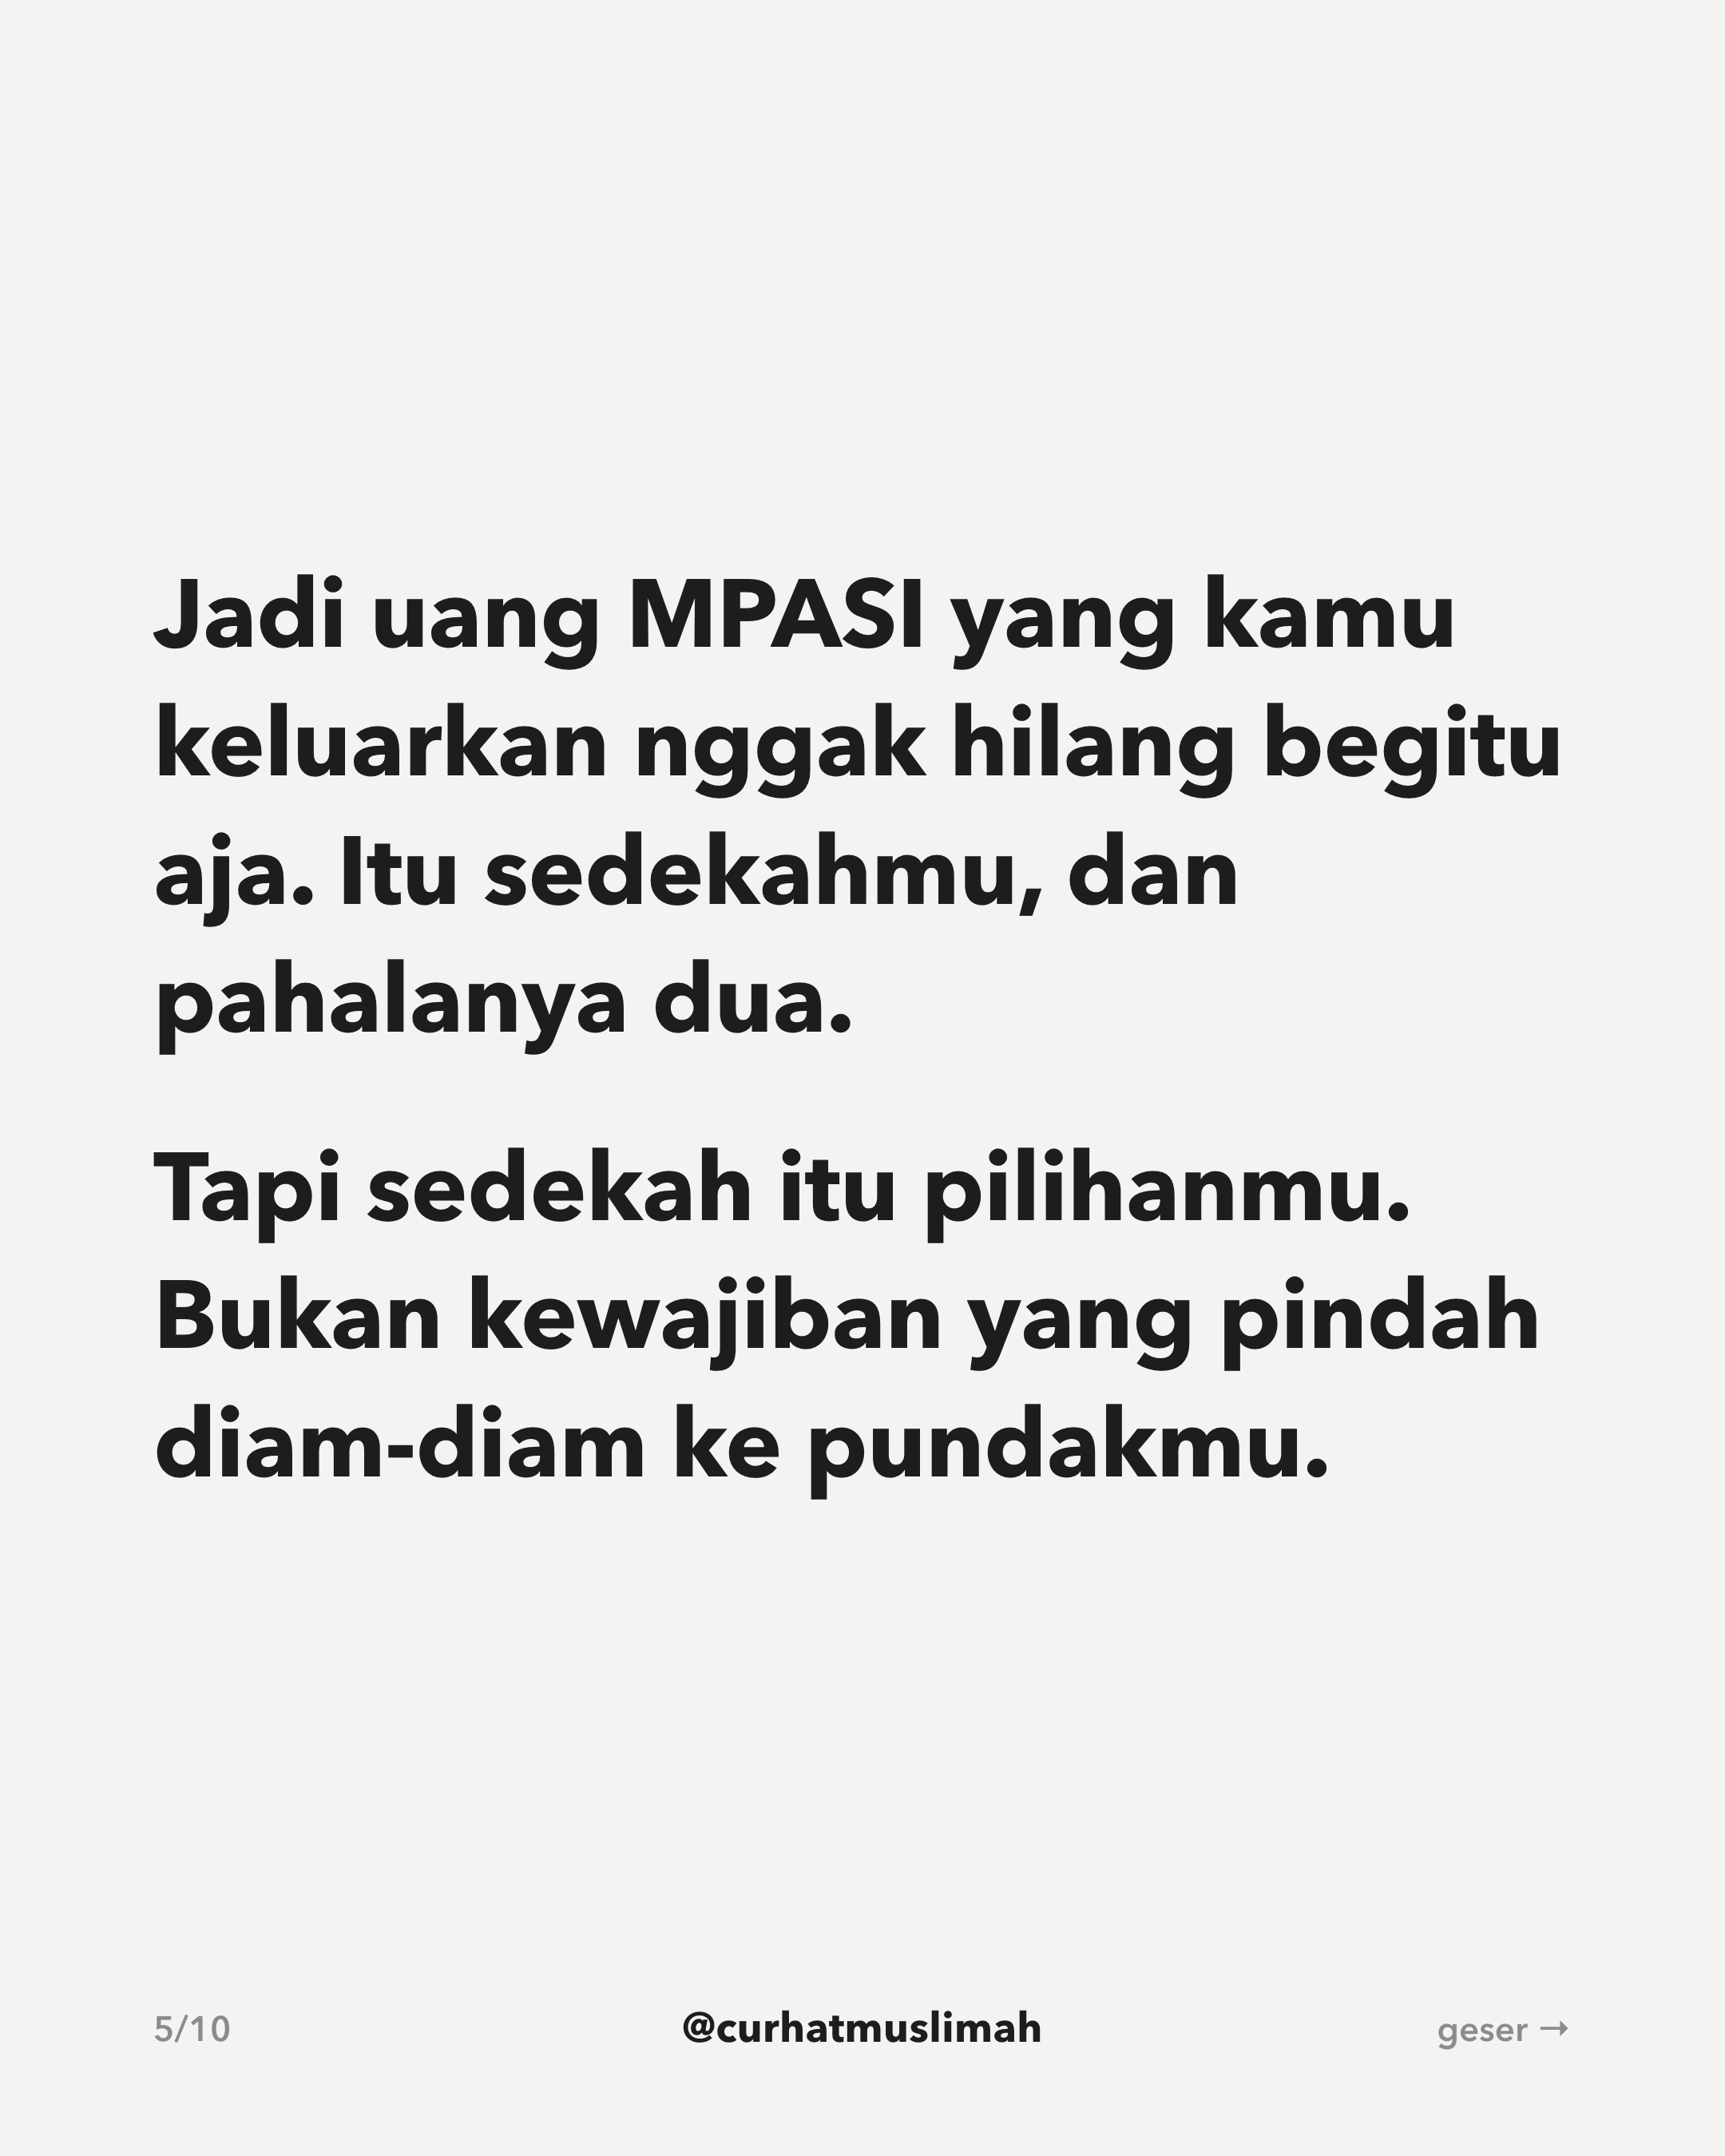 Jadi uang MPASI yang kamu
keluarkan nggak hilang begitu
aja. Itu sedekahmu, dan
pahalanya dua.
Tapi sedekah itu pilihanmu.
Bukan kewajiban yang pindah
diam-diam ke pundakmu.
5/10
@curhatmuslimah
geser →